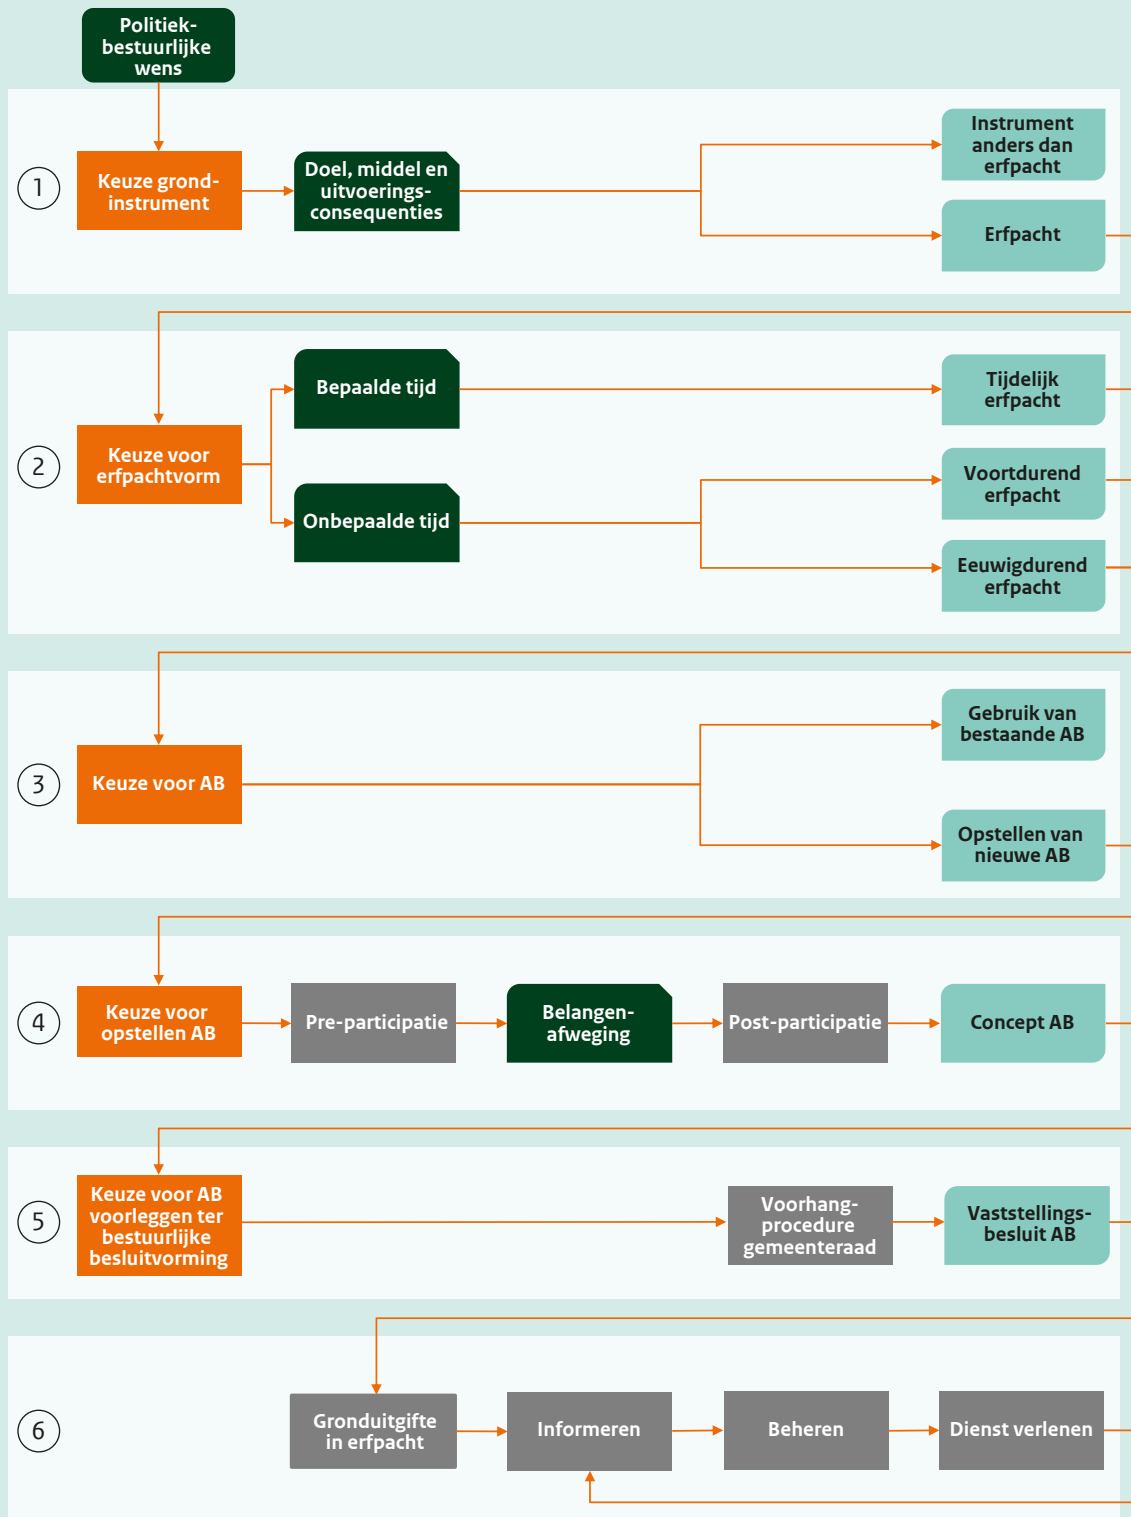 Politiek-
bestuurlijke
wens
1
Keuze grond-
instrument
Doel, middel en
uitvoerings-
consequenties
Instrument
anders dan
erfpacht
Erfpacht
2
Keuze voor
erfpachtvorm
Bepaalde tijd
Onbepaalde tijd
Tijdelijk
erfpacht
Voortdurend
erfpacht
Eeuwigdurend
erfpacht
3
Keuze voor AB
Gebruik van
bestaande AB
Opstellen van
nieuwe AB
4
Keuze voor
opstellen AB
Pre-participatie
Belangen-
afweging
Post-participatie
Concept AB
5
Keuze voor AB
voorleggen ter
bestuurlijke
besluitvorming
Voorhang-
procedure
gemeenteraad
Vaststellings-
besluit AB
6
Gronduitgifte
in erfpacht
Informeren
Beheren
Dienst verlenen